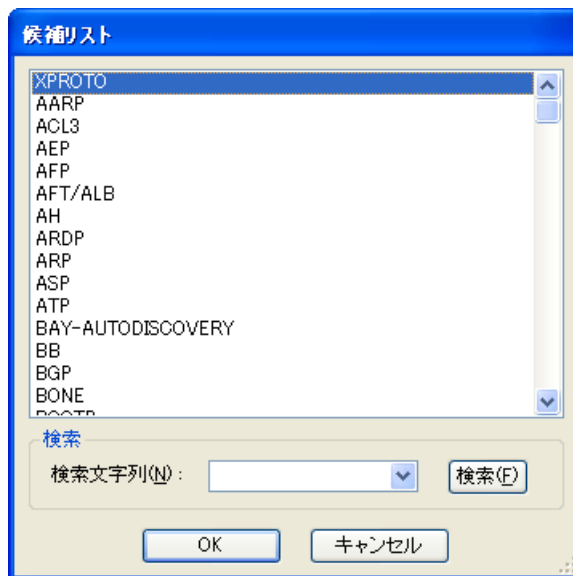 候補リスト
XPROTO
AARP
ACL3
AEP
AFP
AFT/ALB
AH
ARDP
ARP
ASP
ATP
BAY-AUTODISCOVERY
BB
BGP
BONE
BOOTP
検索
検索文字列(N): 検索(F)
OK キャンセル